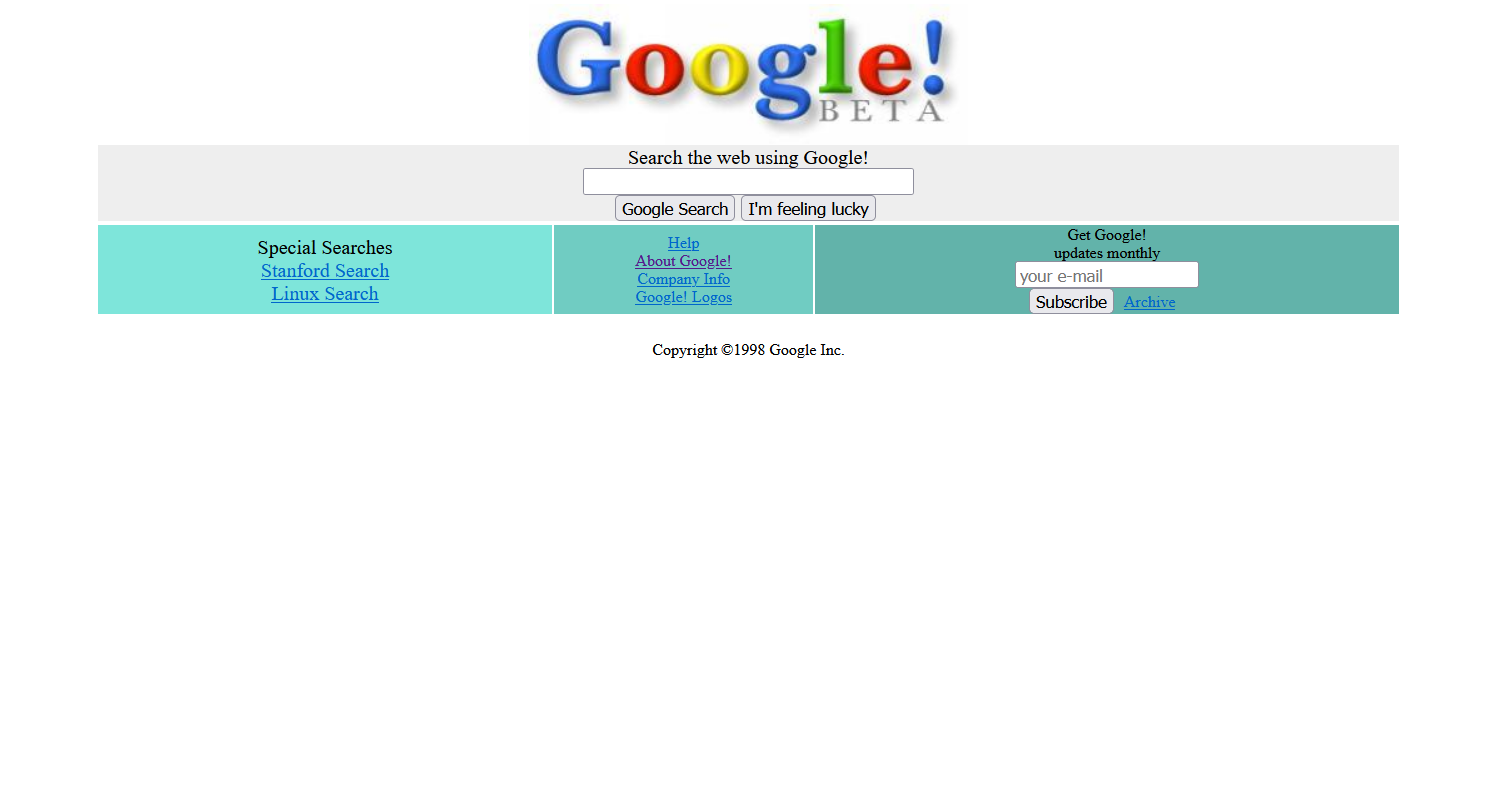 Google!
BETA
Search the web using Google!
Google Search I'm feeling lucky
Special Searches
Stanford Search
Linux Search
Help
About Google!
Company Info
Google! Logos
Get Google!
updates monthly
your e-mail
Subscribe Archive
Copyright ©1998 Google Inc.